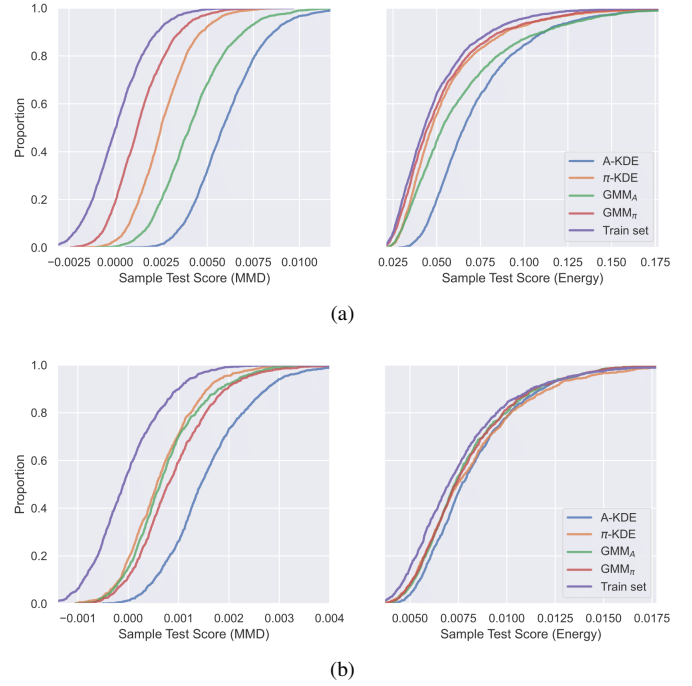 1.0
0.8
0.6
0.4
0.2
0.0
Proportion
−0.0025 0.0000 0.0025 0.0050 0.0075 0.0100
Sample Test Score (MMD)
A-KDE
π-KDE
GMM_A
GMM_π
Train set
0.025 0.050 0.075 0.100 0.125 0.150 0.175
Sample Test Score (Energy)
(a)
1.0
0.8
0.6
0.4
0.2
0.0
Proportion
−0.001 0.000 0.001 0.002 0.003 0.004
Sample Test Score (MMD)
A-KDE
π-KDE
GMM_A
GMM_π
Train set
0.0050 0.0075 0.0100 0.0125 0.0150 0.0175
Sample Test Score (Energy)
(b)